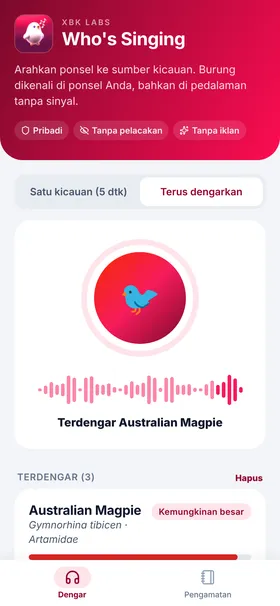 XBK LABS
Who's Singing
Arahkan ponsel ke sumber kicauan. Burung
dikenali di ponsel Anda, bahkan di pedalaman
tanpa sinyal.
Pribadi
Tanpa pelacakan
Tanpa iklan
Satu kicauan (5 dtk)
Terus dengarkan
Terdengar Australian Magpie
TERDENGAR (3)
Hapus
Australian Magpie
Kemungkinan besar
Gymnorhina tibicen ·
Artamidae
Dengar
Pengamatan